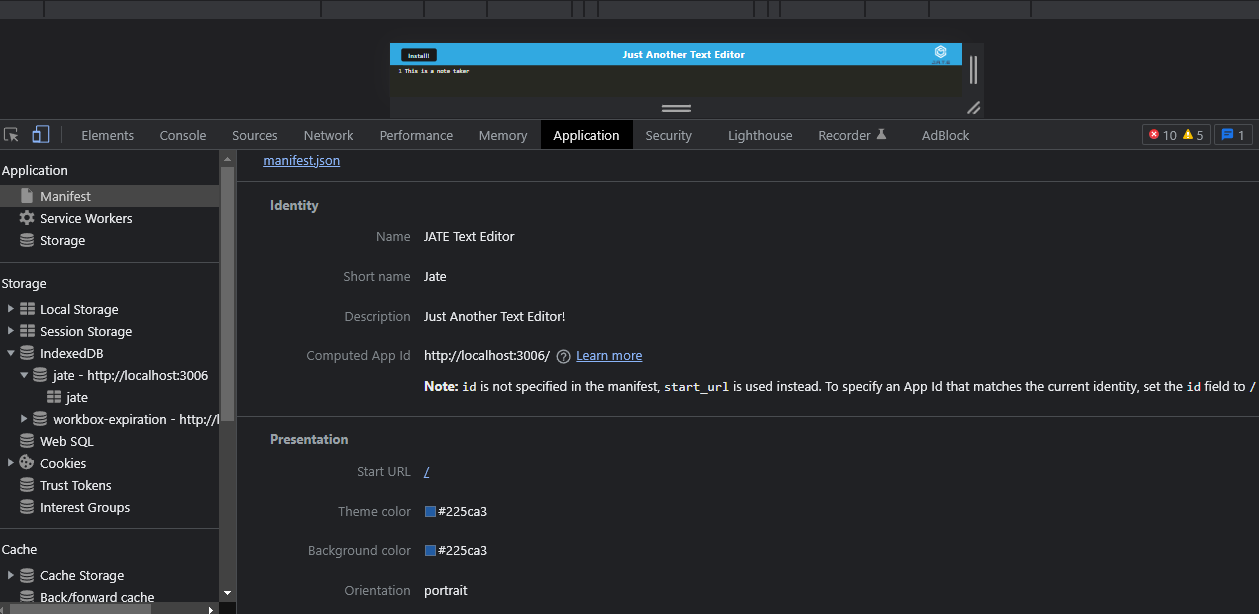 Install!
Just Another Text Editor
1 This is a note taker
Elements Console Sources Network Performance Memory Application Security Lighthouse Recorder AdBlock 10 5 1
Application
Manifest
Service Workers
Storage
Storage
Local Storage
Session Storage
IndexedDB
jate - http://localhost:3006
jate
workbox-expiration - http://l
Web SQL
Cookies
Trust Tokens
Interest Groups
Cache
Cache Storage
Back/forward cache
manifest.json
Identity
Name JATE Text Editor
Short name Jate
Description Just Another Text Editor!
Computed App Id http://localhost:3006/ ? Learn more
Note: id is not specified in the manifest, start_url is used instead. To specify an App Id that matches the current identity, set the id field to /
Presentation
Start URL /
Theme color #225ca3
Background color #225ca3
Orientation portrait